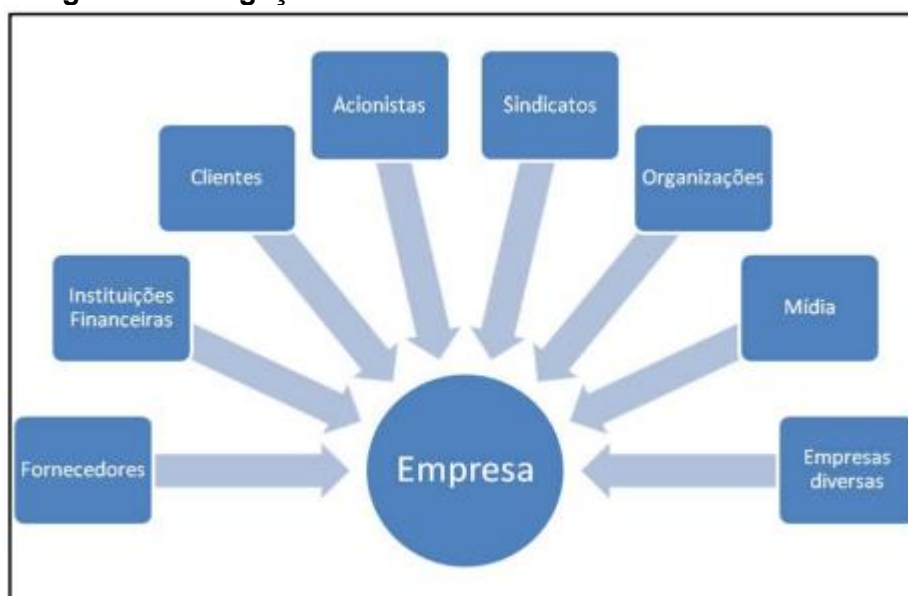 Acionistas
Sindicatos
Clientes
Organizações
Instituições
Financeiras
Mídia
Fornecedores
Empresa
Empresas
diversas